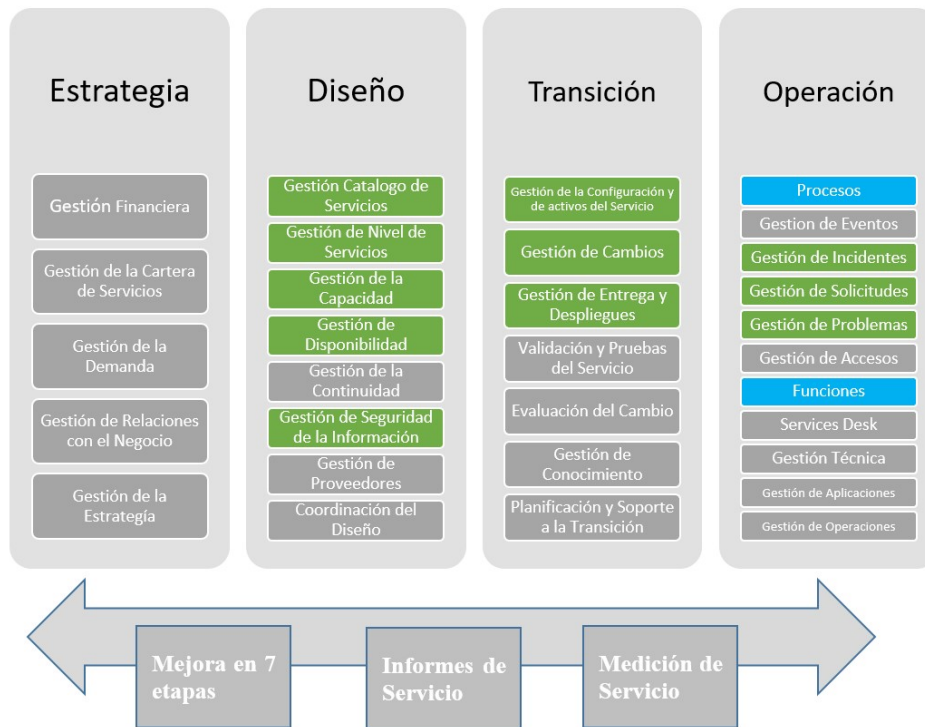 Estrategia
Gestión Financiera
Gestión de la Cartera
de Servicios
Gestión de la
Demanda
Gestión de Relaciones
con el Negocio
Gestión de la
Estrategía
Diseño
Gestión Catalogo de
Servicios
Gestión de Nivel de
Servicios
Gestión de la
Capacidad
Gestión de
Disponibilidad
Gestión de la
Continuidad
Gestión de Seguridad
de la Información
Gestión de
Proveedores
Coordinación del
Diseño
Transición
Gestión de la Configuración y
de activos del Servicio
Gestión de Cambios
Gestión de Entrega y
Despliegues
Validación y Pruebas
del Servicio
Evaluación del Cambio
Gestión de
Conocimiento
Planificación y Soporte
a la Transición
Operación
Procesos
Gestion de Eventos
Gestión de Incidentes
Gestión de Solicitudes
Gestión de Problemas
Gestión de Accesos
Funciones
Services Desk
Gestión Técnica
Gestión de Aplicaciones
Gestión de Operaciones
Mejora en 7
etapas
Informes de
Servicio
Medición de
Servicio